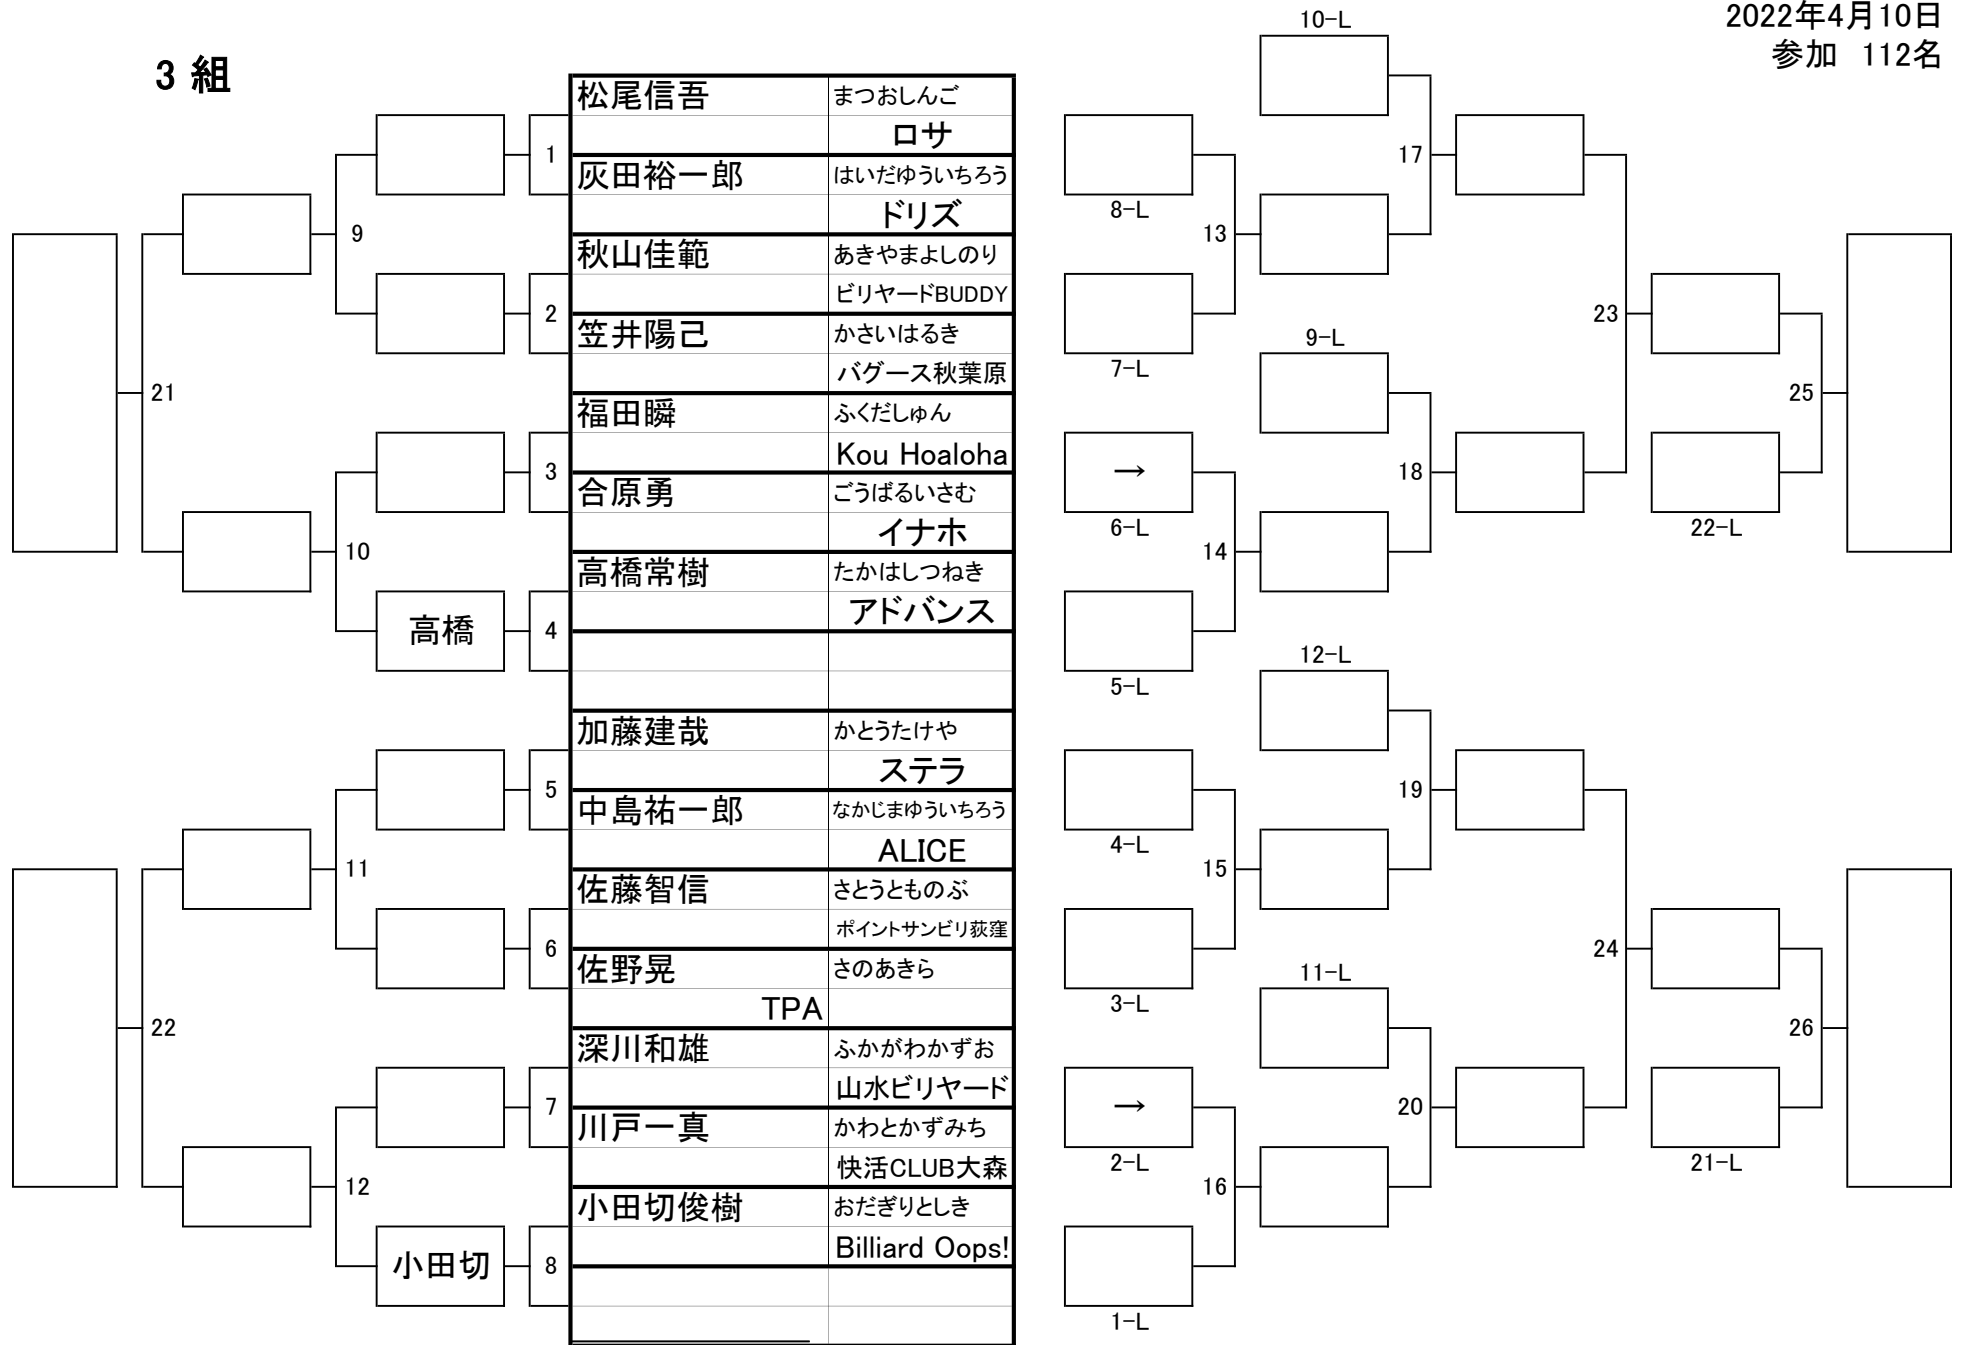 2022年4月10日
参加　112名
3 組
松尾信吾 まつおしんご
ロサ
灰田裕一郎 はいだゆういちろう
ドリズ
秋山佳範 あきやまよしのり
ビリヤードBUDDY
笠井陽己 かさいはるき
バグース秋葉原
福田瞬 ふくだしゅん
Kou Hoaloha
合原勇 ごうばるいさむ
イナホ
高橋常樹 たかはしつねき
アドバンス
加藤建哉 かとうたけや
ステラ
中島祐一郎 なかじまゆういちろう
ALICE
佐藤智信 さとうとものぶ
ポイントサンビリ荻窪
佐野晃 さのあきら
TPA
深川和雄 ふかがわかずお
山水ビリヤード
川戸一真 かわとかずみち
快活CLUB大森
小田切俊樹 おだぎりとしき
Billiard Oops!
1
2
3
4
5
6
7
8
高橋
小田切
9
10
11
12
21
22
8-L
7-L
→
6-L
5-L
4-L
3-L
→
2-L
1-L
13
14
15
16
10-L
9-L
12-L
11-L
17
18
19
20
23
24
22-L
21-L
25
26